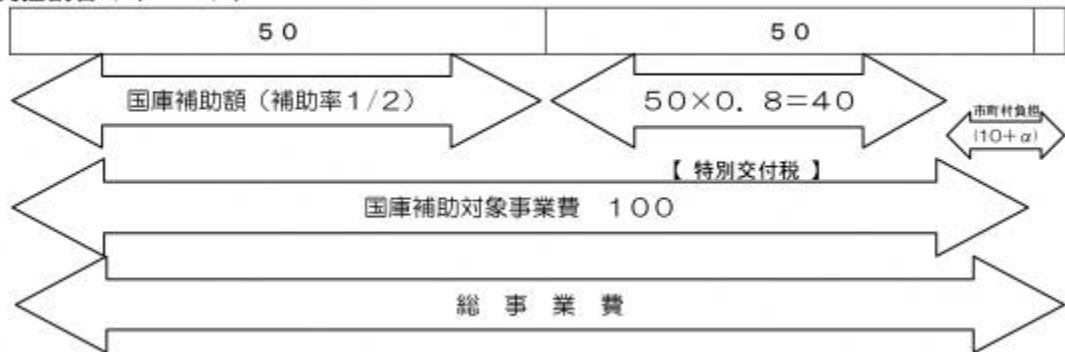 50 50
国庫補助額（補助率1/2）
50×0．8＝40
市町村負担
(10+α)
【 特別交付税 】
国庫補助対象事業費 100
総 事 業 費